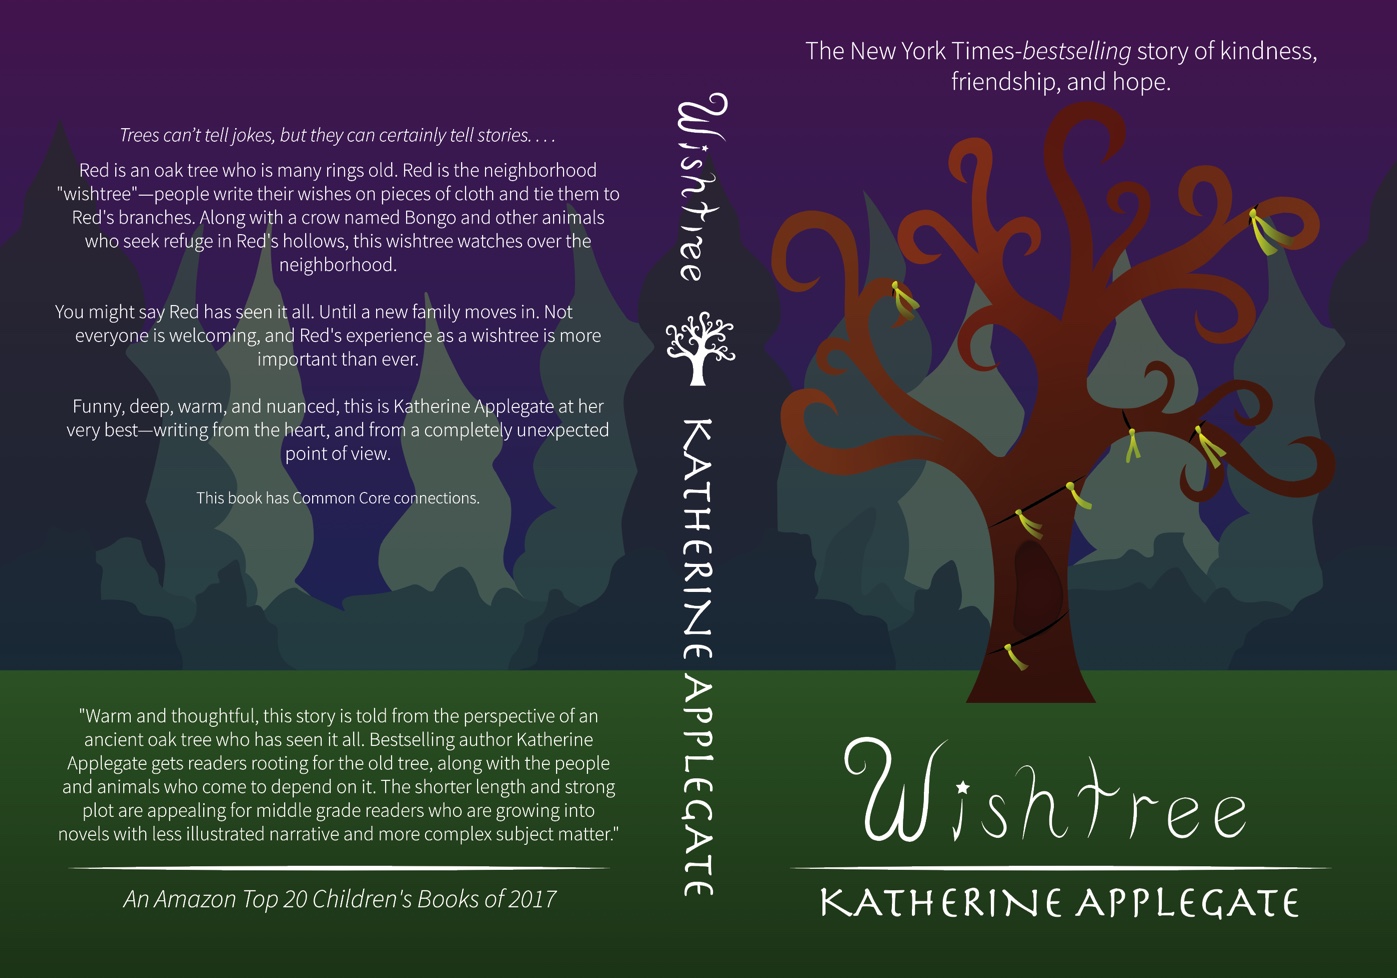 Trees can't tell jokes, but they can certainly tell stories. . . .
Red is an oak tree who is many rings old. Red is the neighborhood
"wishtree"—people write their wishes on pieces of cloth and tie them to
Red's branches. Along with a crow named Bongo and other animals
who seek refuge in Red's hollows, this wishtree watches over the
neighborhood.
You might say Red has seen it all. Until a new family moves in. Not
everyone is welcoming, and Red's experience as a wishtree is more
important than ever.
Funny, deep, warm, and nuanced, this is Katherine Applegate at her
very best—writing from the heart, and from a completely unexpected
point of view.
This book has Common Core connections.
"Warm and thoughtful, this story is told from the perspective of an
ancient oak tree who has seen it all. Bestselling author Katherine
Applegate gets readers rooting for the old tree, along with the people
and animals who come to depend on it. The shorter length and strong
plot are appealing for middle grade readers who are growing into
novels with less illustrated narrative and more complex subject matter."
An Amazon Top 20 Children's Books of 2017
Wishtree
KATHERINE APPLEGATE
The New York Times-bestselling story of kindness,
friendship, and hope.
Wishtree
KATHERINE APPLEGATE